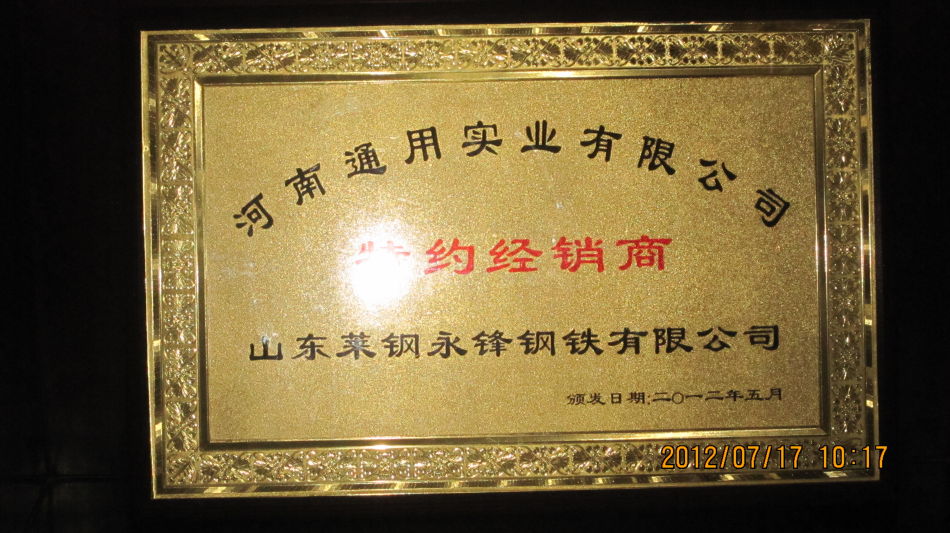 河南通用实业有限公司
特约经销商
山东莱钢永锋钢铁有限公司
颁发日期:二〇一二年五月
2012/07/17 10:17